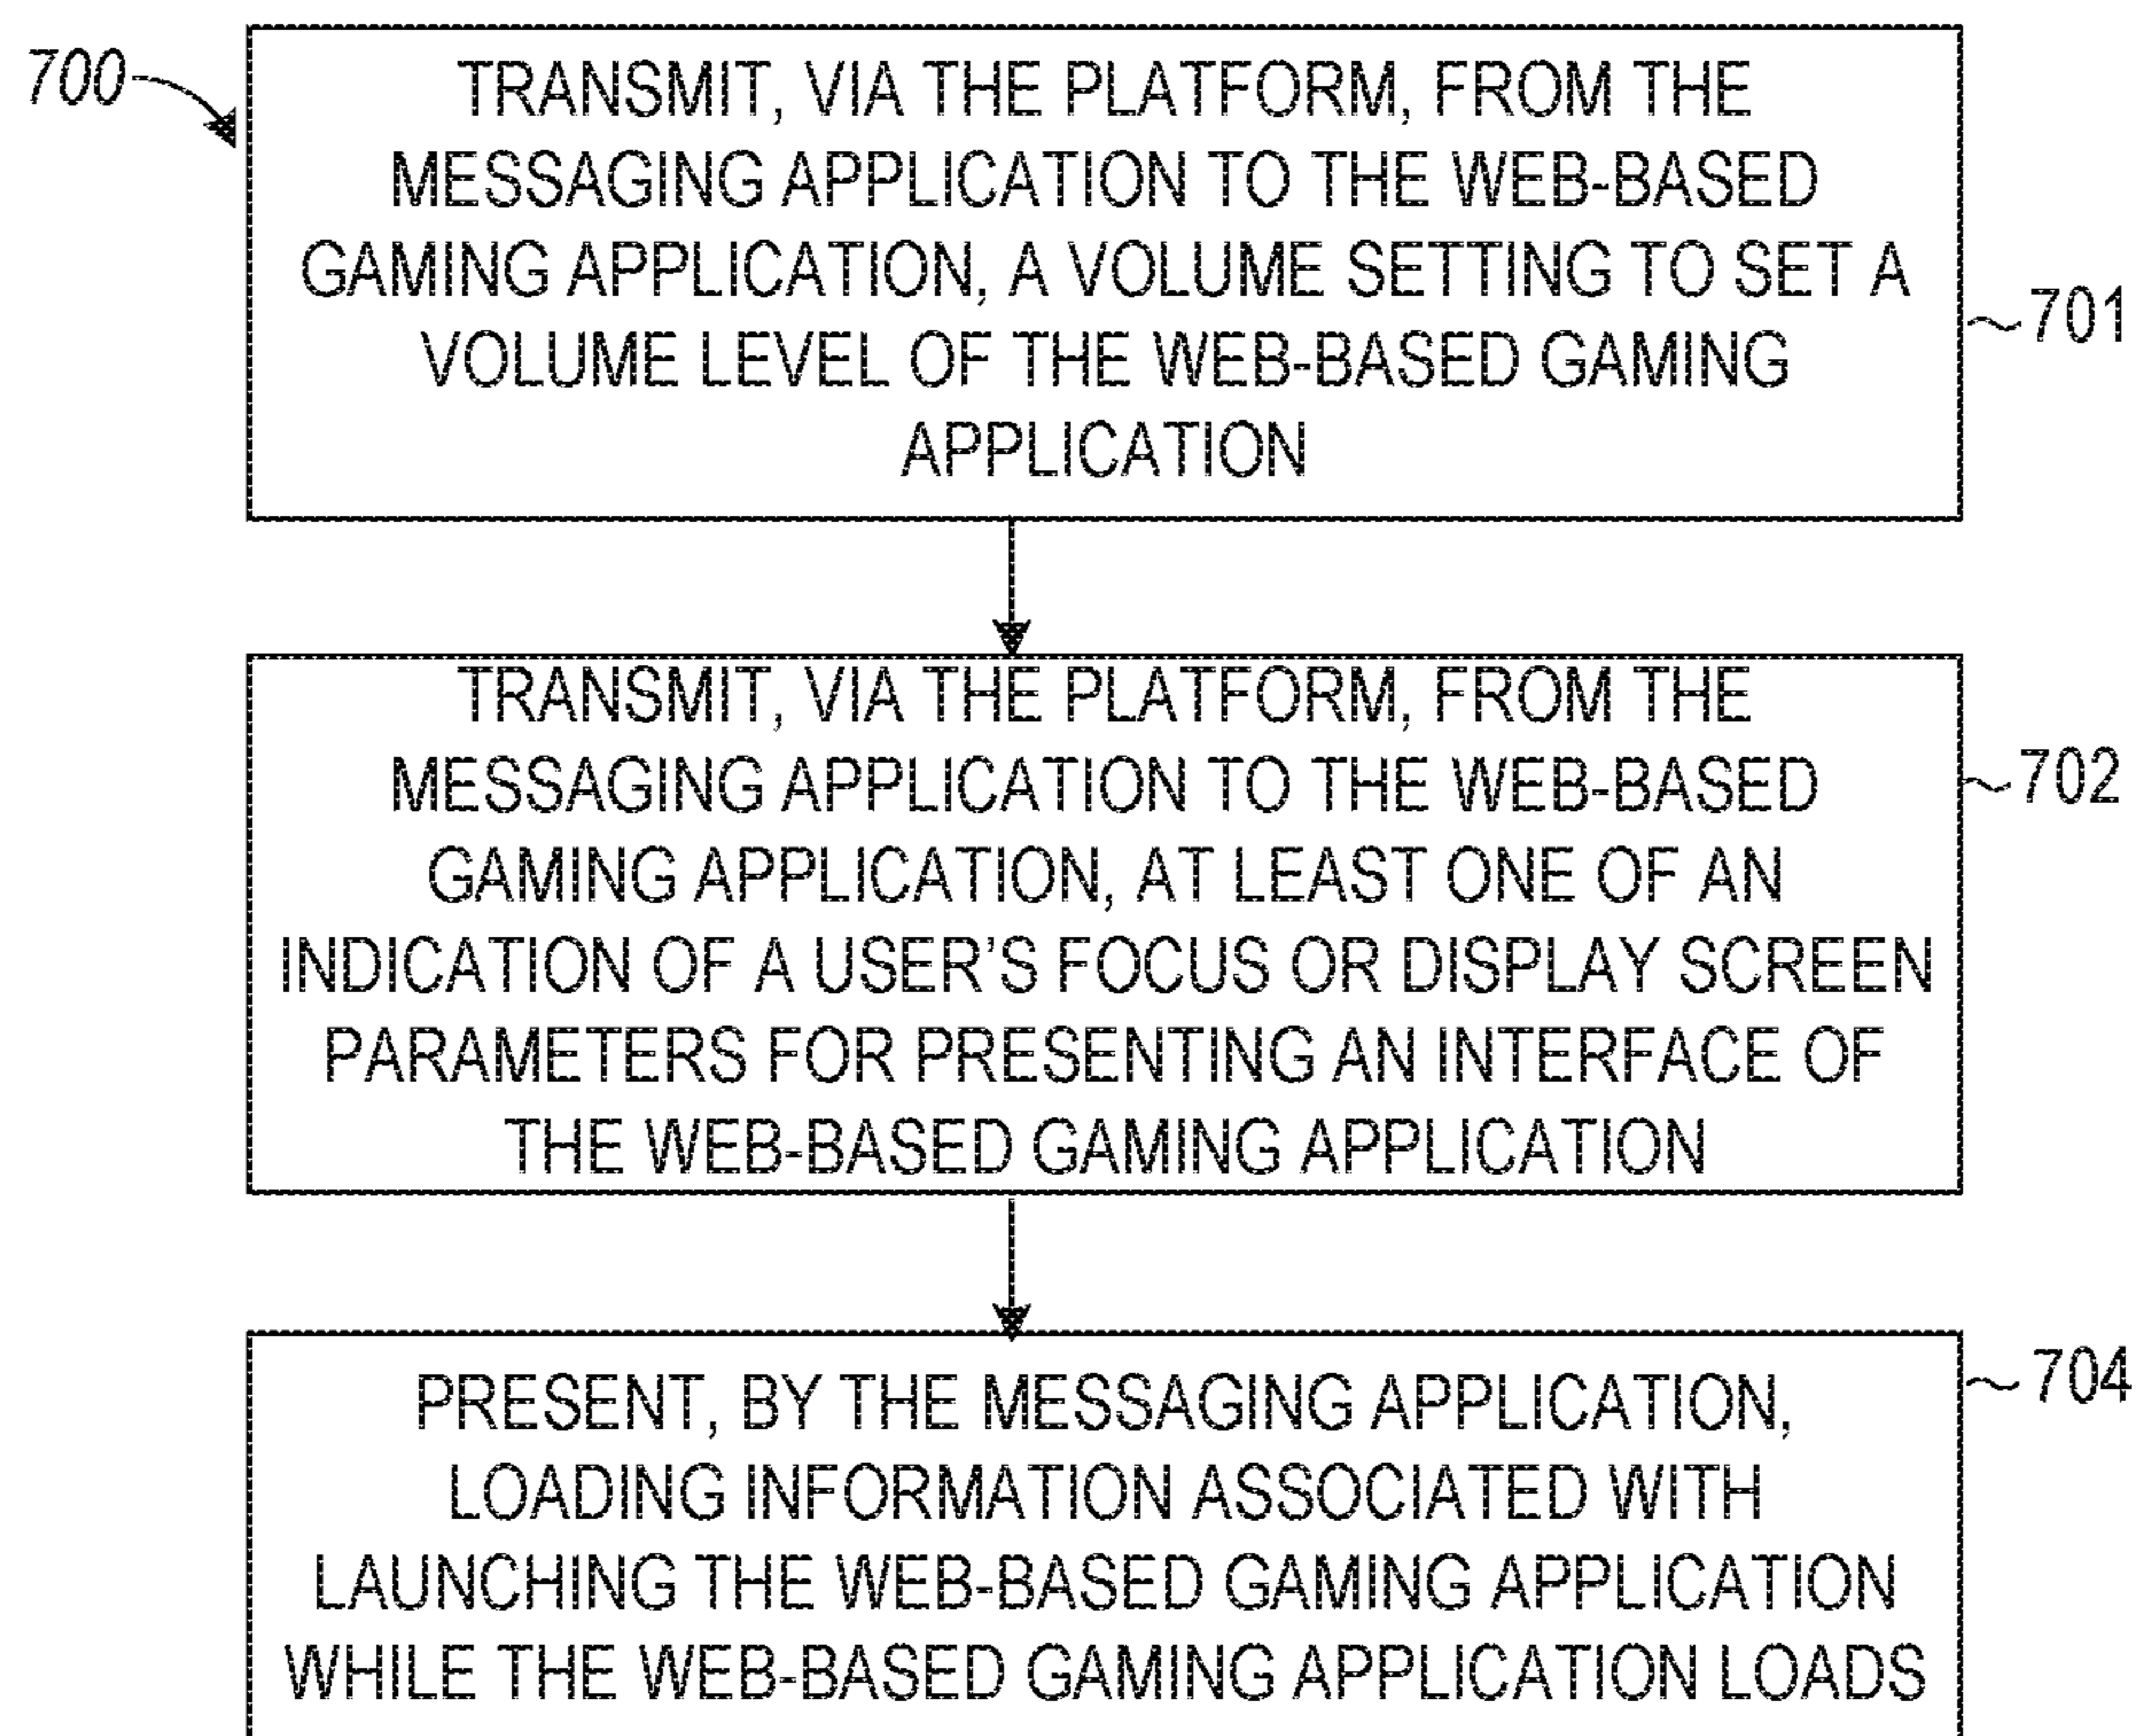 700
TRANSMIT, VIA THE PLATFORM, FROM THE
MESSAGING APPLICATION TO THE WEB-BASED
GAMING APPLICATION, A VOLUME SETTING TO SET A
VOLUME LEVEL OF THE WEB-BASED GAMING
APPLICATION
701
TRANSMIT, VIA THE PLATFORM, FROM THE
MESSAGING APPLICATION TO THE WEB-BASED
GAMING APPLICATION, AT LEAST ONE OF AN
INDICATION OF A USER'S FOCUS OR DISPLAY SCREEN
PARAMETERS FOR PRESENTING AN INTERFACE OF
THE WEB-BASED GAMING APPLICATION
702
PRESENT, BY THE MESSAGING APPLICATION,
LOADING INFORMATION ASSOCIATED WITH
LAUNCHING THE WEB-BASED GAMING APPLICATION
WHILE THE WEB-BASED GAMING APPLICATION LOADS
704